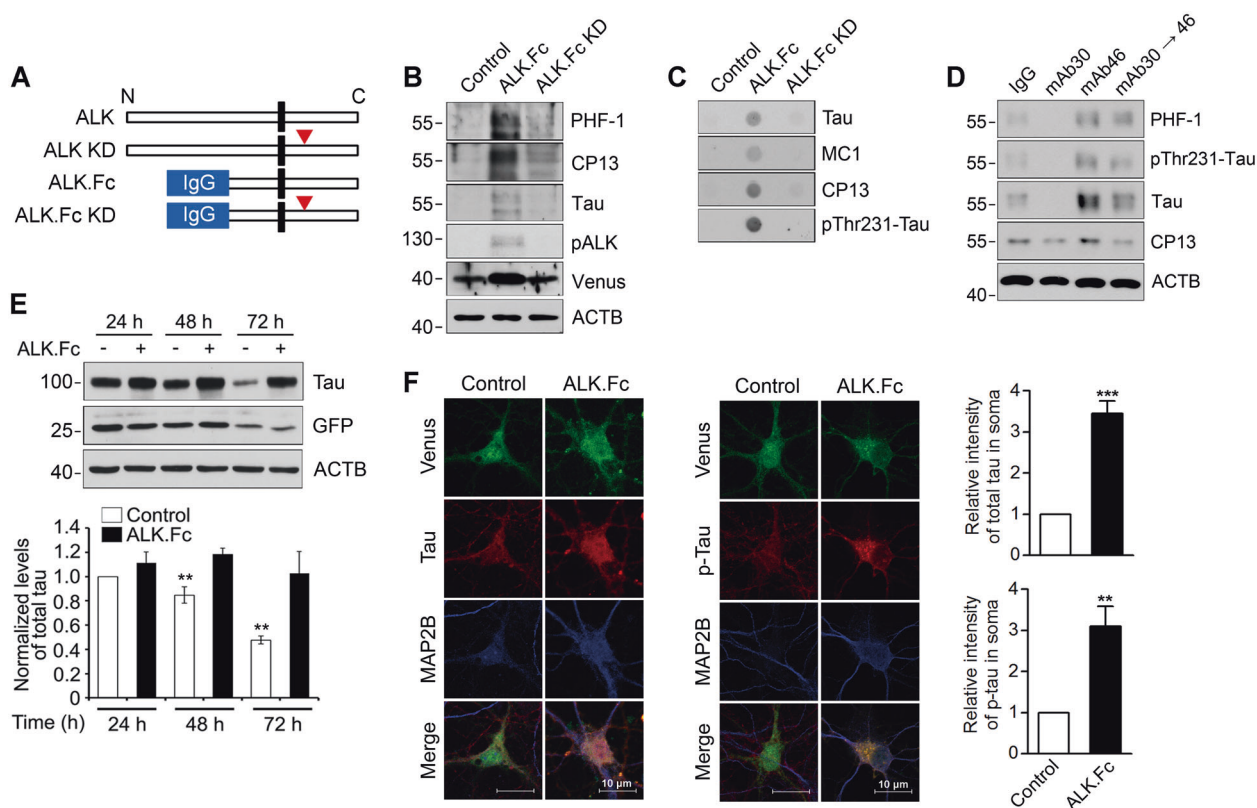 A
N C
ALK
ALK KD
ALK.Fc IgG
ALK.Fc KD IgG
B
Control ALK.Fc ALK.Fc KD
55 PHF-1
55 CP13
55 Tau
130 pALK
40 Venus
40 ACTB
C
Control ALK.Fc ALK.Fc KD
Tau
MC1
CP13
pThr231-Tau
D
IgG mAb30 mAb46 mAb30 → 46
55 PHF-1
55 pThr231-Tau
55 Tau
55 CP13
40 ACTB
E
24 h 48 h 72 h
ALK.Fc - + - + - +
100 Tau
25 GFP
40 ACTB
Normalized levels
of total tau
1.4
1.2
1.0
0.8
0.6
0.4
0.2
0
Control
ALK.Fc
** **
Time (h) 24 h 48 h 72 h
F
Control ALK.Fc
Venus
Tau
MAP2B
Merge
10 µm
Control ALK.Fc
Venus
p-Tau
MAP2B
Merge
10 µm
Relative intensity
of total tau in soma
4
3
2
1
0
***
Relative intensity
of p-tau in soma
4
3
2
1
0
**
Control ALK.Fc